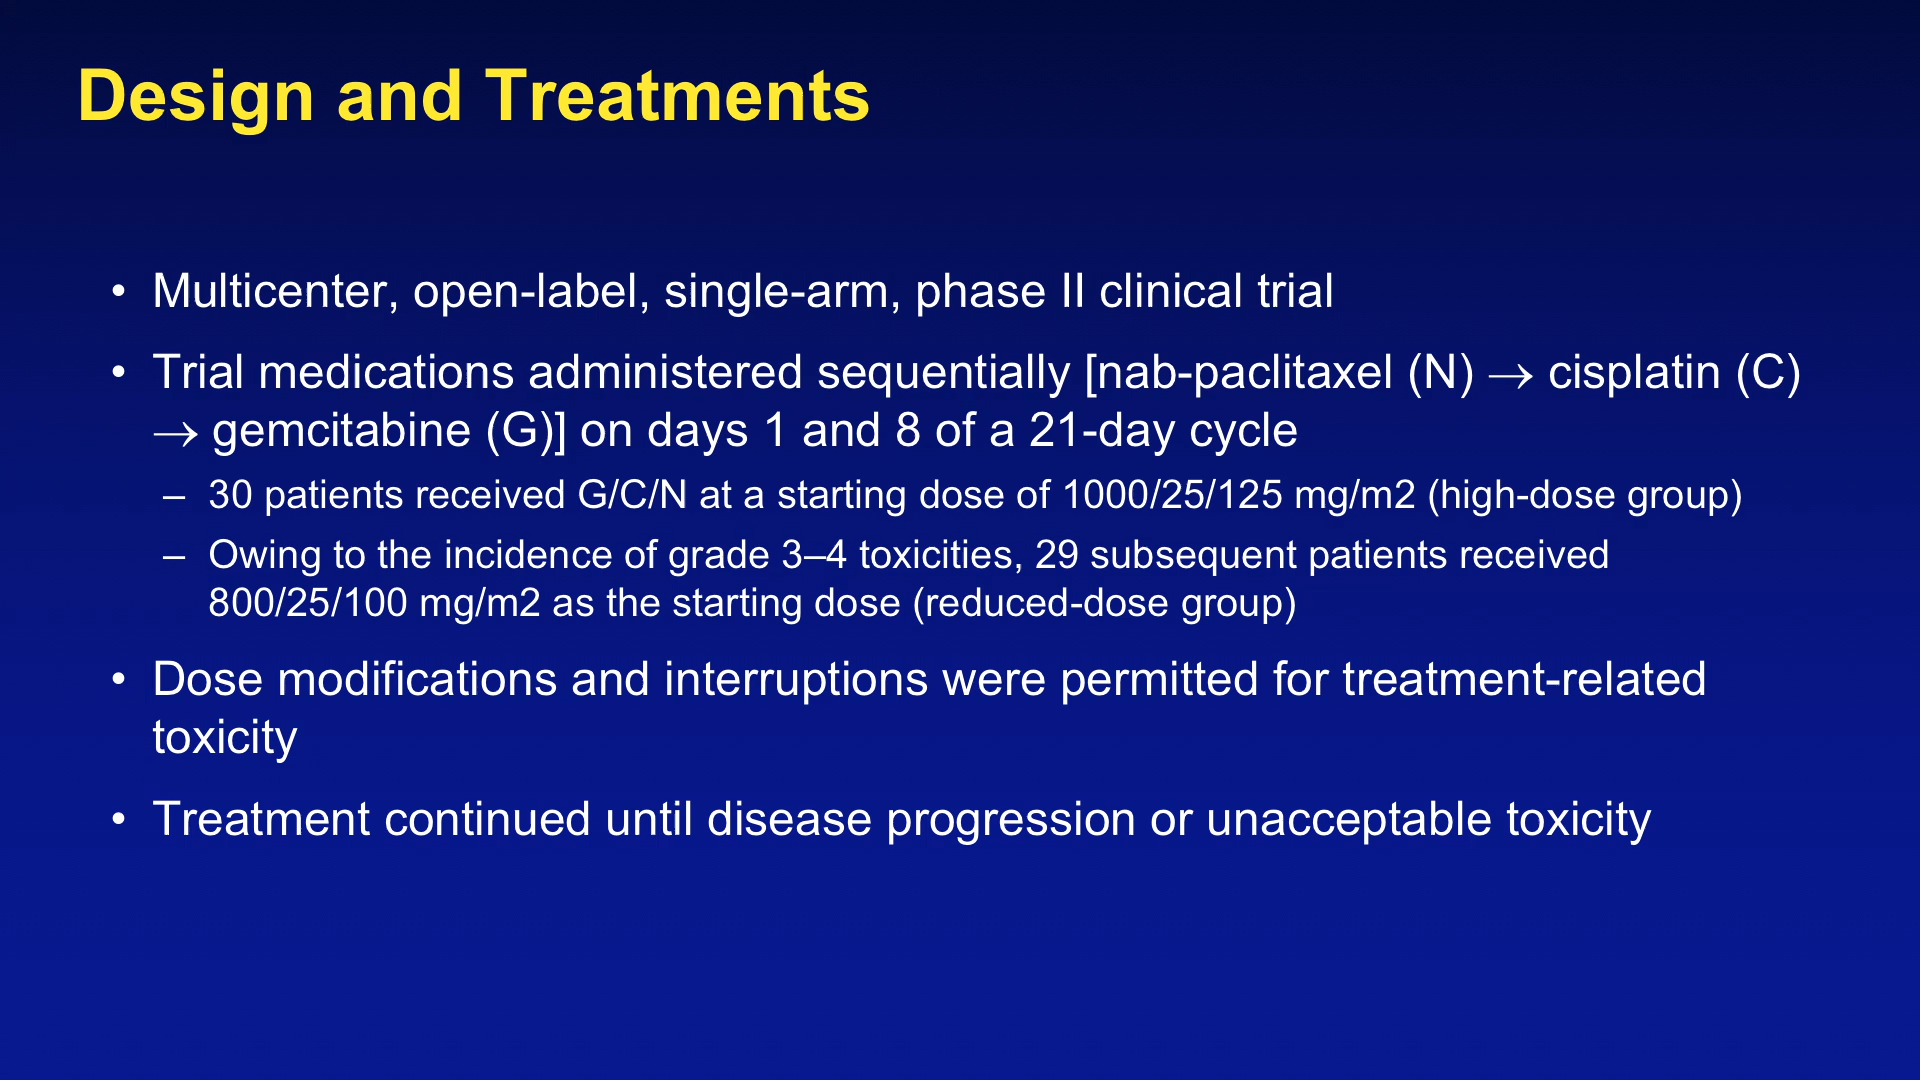 Design and Treatments
• Multicenter, open-label, single-arm, phase II clinical trial
• Trial medications administered sequentially [nab-paclitaxel (N) → cisplatin (C)
→ gemcitabine (G)] on days 1 and 8 of a 21-day cycle
– 30 patients received G/C/N at a starting dose of 1000/25/125 mg/m2 (high-dose group)
– Owing to the incidence of grade 3–4 toxicities, 29 subsequent patients received
800/25/100 mg/m2 as the starting dose (reduced-dose group)
• Dose modifications and interruptions were permitted for treatment-related
toxicity
• Treatment continued until disease progression or unacceptable toxicity